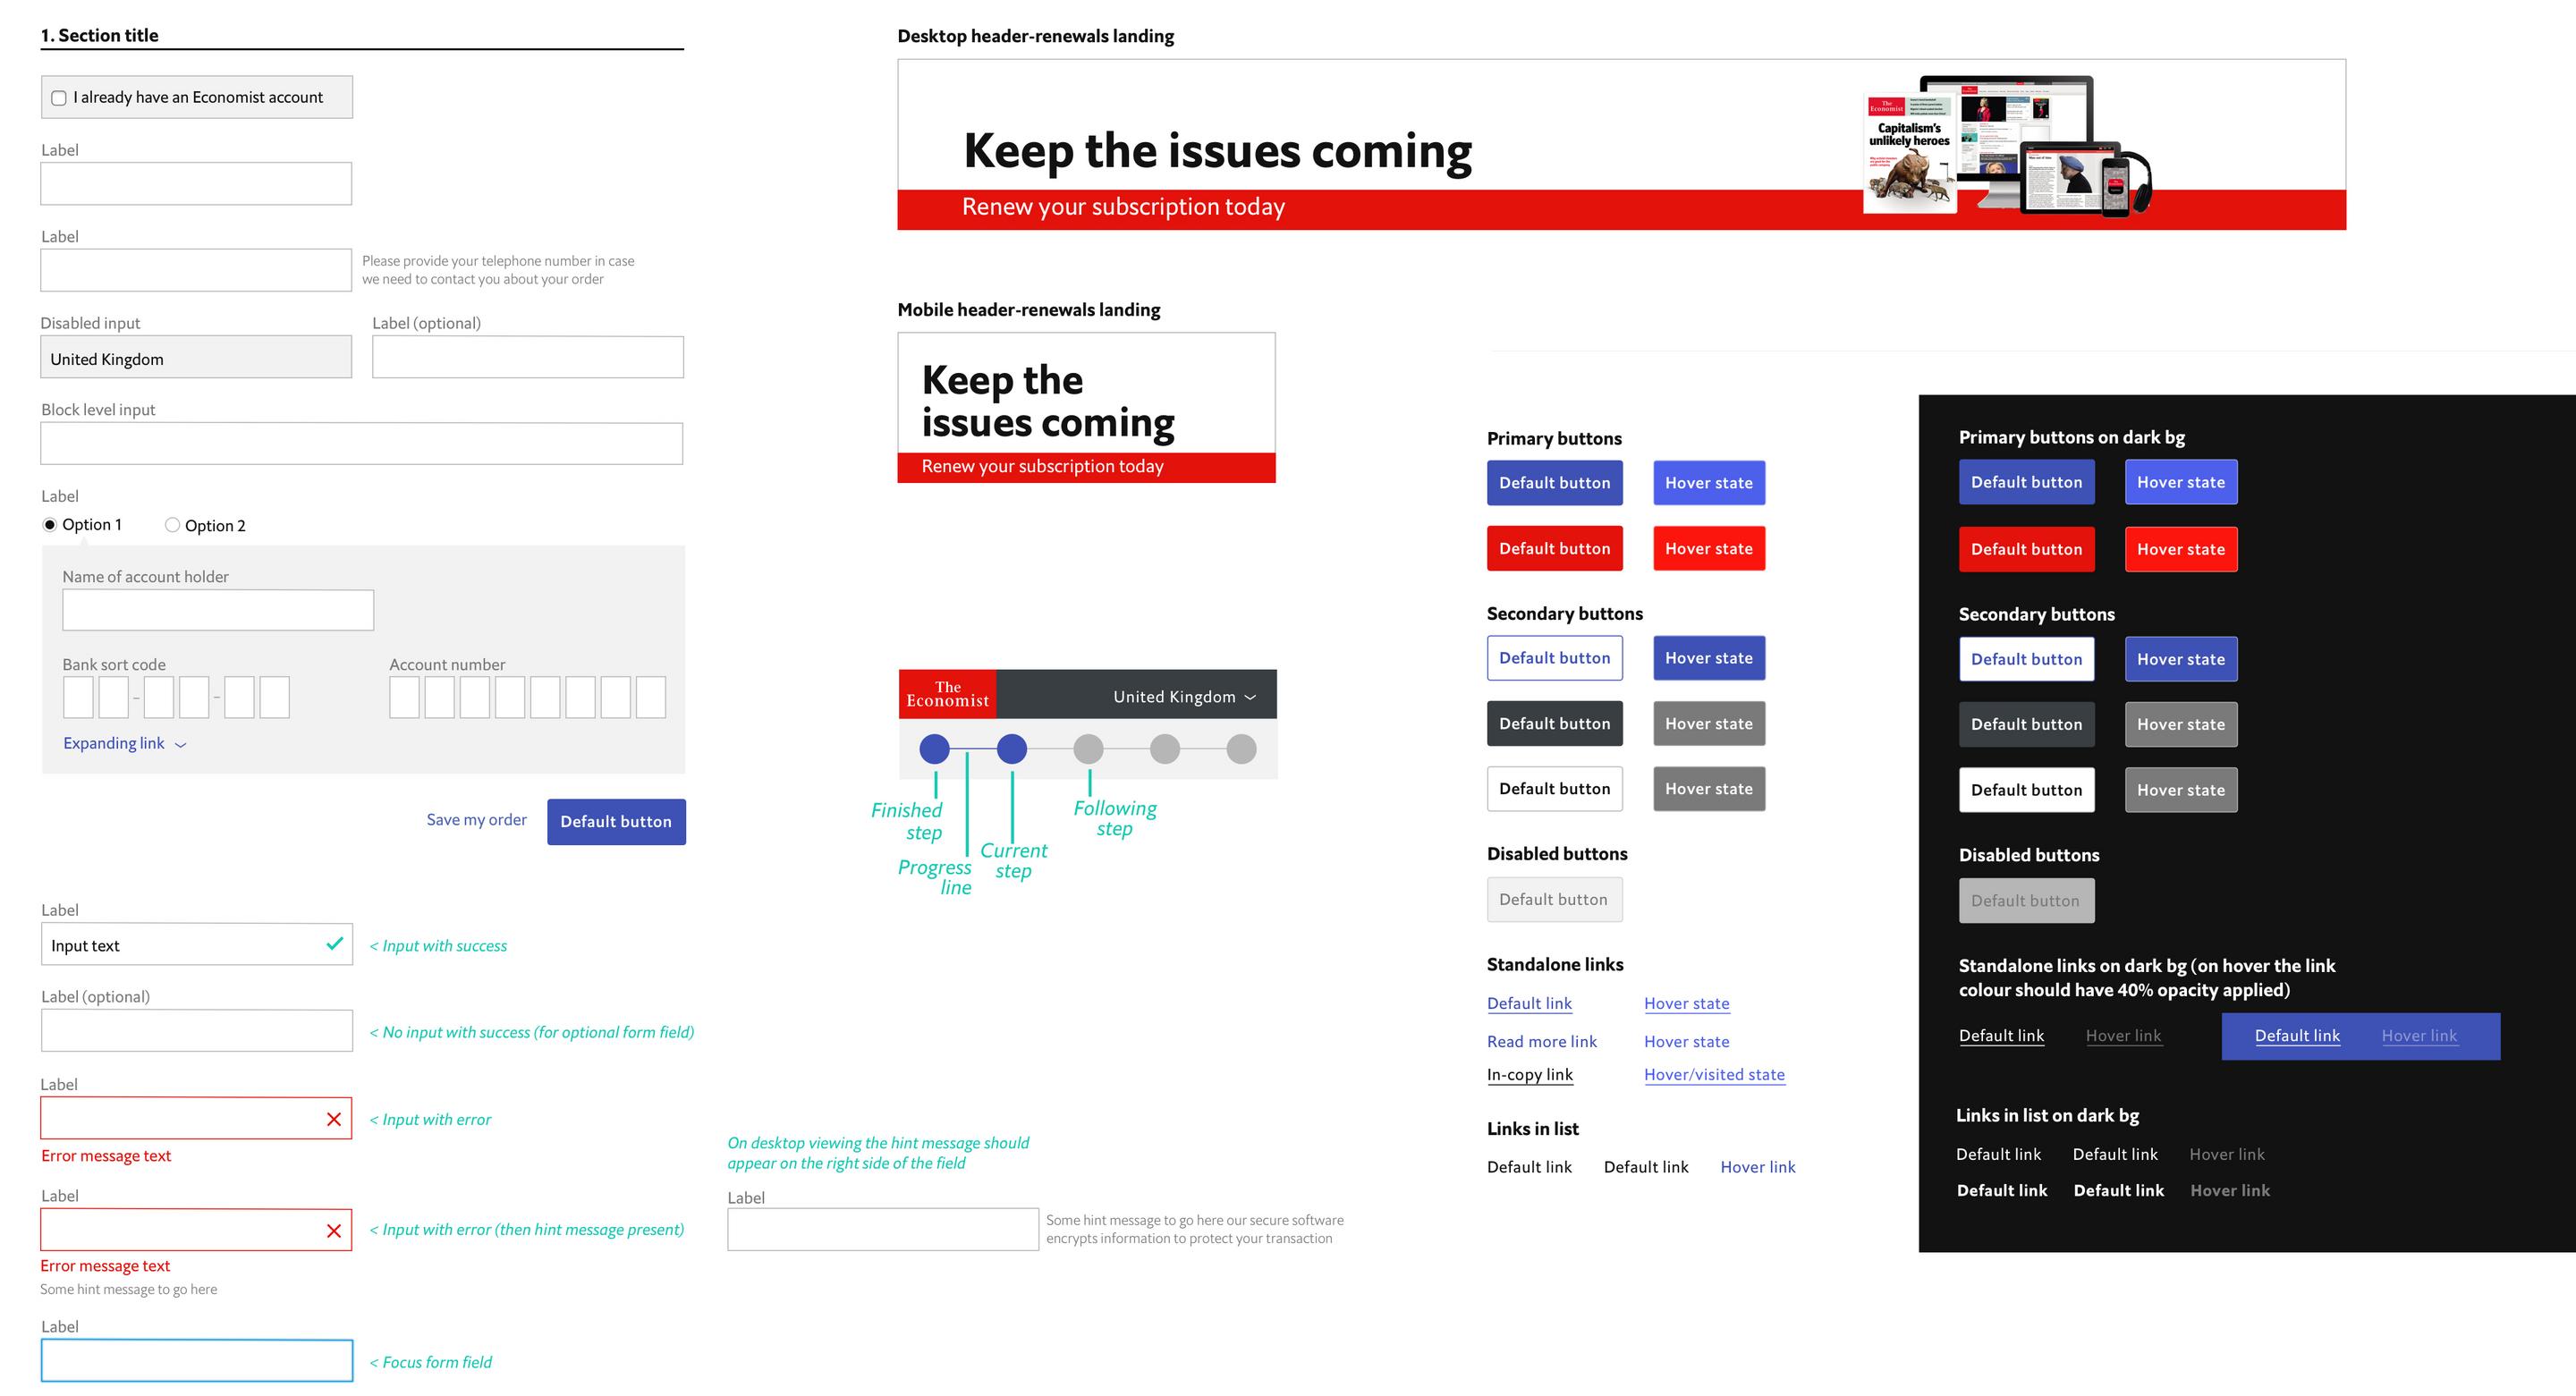 1. Section title
I already have an Economist account
Label
Label
Please provide your telephone number in case
we need to contact you about your order
Disabled input
Label (optional)
United Kingdom
Block level input
Label
Option 1
Option 2
Name of account holder
Bank sort code
Account number
- -
Expanding link
Save my order
Default button
Label
Input text
< Input with success
Label (optional)
< No input with success (for optional form field)
Label
< Input with error
Error message text
Label
< Input with error (then hint message present)
Error message text
Some hint message to go here
Label
< Focus form field
Desktop header-renewals landing
Keep the issues coming
Renew your subscription today
The
Economist
Capitalism's
unlikely heroes
Mobile header-renewals landing
Keep the
issues coming
Renew your subscription today
The
Economist
United Kingdom
Finished
step
Progress
line
Current
step
Following
step
On desktop viewing the hint message should
appear on the right side of the field
Label
Some hint message to go here our secure software
encrypts information to protect your transaction
Primary buttons
Default button
Hover state
Default button
Hover state
Secondary buttons
Default button
Hover state
Default button
Hover state
Default button
Hover state
Disabled buttons
Default button
Standalone links
Default link
Hover state
Read more link
Hover state
In-copy link
Hover/visited state
Links in list
Default link
Default link
Hover link
Primary buttons on dark bg
Default button
Hover state
Default button
Hover state
Secondary buttons
Default button
Hover state
Default button
Hover state
Default button
Hover state
Disabled buttons
Default button
Standalone links on dark bg (on hover the link
colour should have 40% opacity applied)
Default link
Hover link
Default link
Hover link
Links in list on dark bg
Default link
Default link
Hover link
Default link
Default link
Hover link